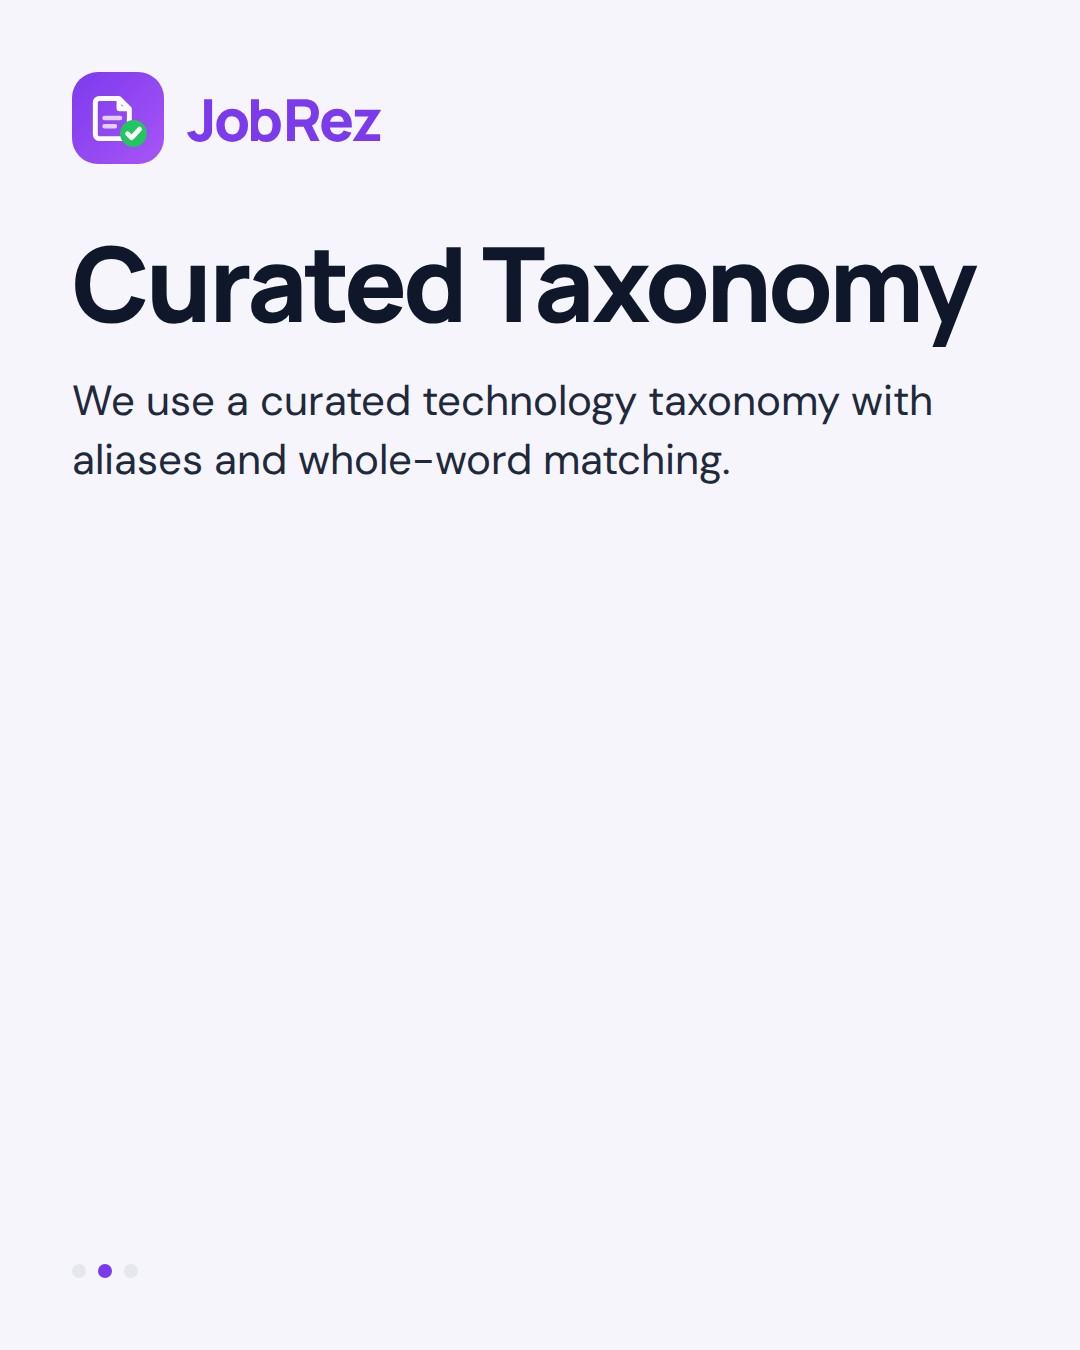 JobRez
Curated Taxonomy
We use a curated technology taxonomy with
aliases and whole-word matching.